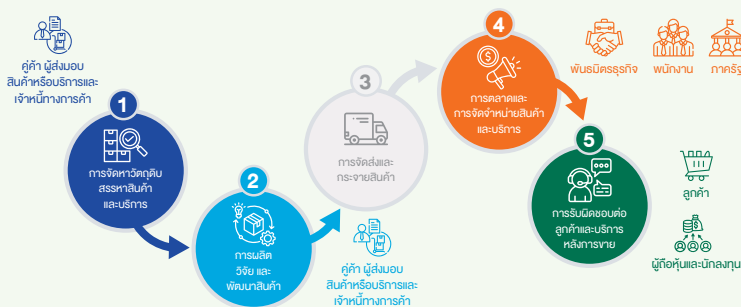 คู่ค้า ผู้ส่งมอบ
สินค้าหรือบริการและ
เจ้าหนี้ทางการค้า
1
การจัดหาวัตถุดิบ
สรรหาสินค้า
และบริการ
2
การผลิต
วิจัย และ
พัฒนาสินค้า
3
การจัดส่งและ
กระจายสินค้า
คู่ค้า ผู้ส่งมอบ
สินค้าหรือบริการและ
เจ้าหนี้ทางการค้า
4
การตลาดและ
การจัดจำหน่ายสินค้า
และบริการ
พันธมิตรธุรกิจ
พนักงาน
ภาครัฐ
5
การรับผิดชอบต่อ
ลูกค้าและบริการ
หลังการขาย
ลูกค้า
ผู้ถือหุ้นและนักลงทุน